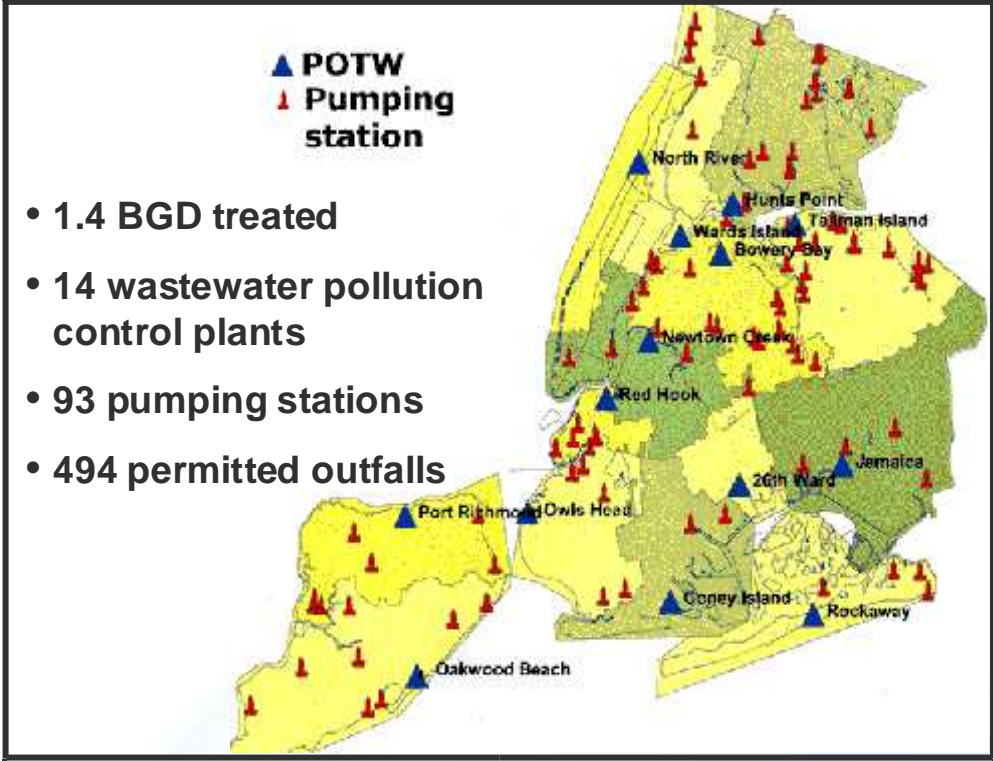 POTW
Pumping
station
• 1.4 BGD treated
• 14 wastewater pollution
control plants
• 93 pumping stations
• 494 permitted outfalls
North River
Hunts Point
Tallman Island
Wards Island
Bowery Bay
Newtown Creek
Red Hook
Jamaica
26th Ward
Port Richmond
Owls Head
Coney Island
Rockaway
Oakwood Beach